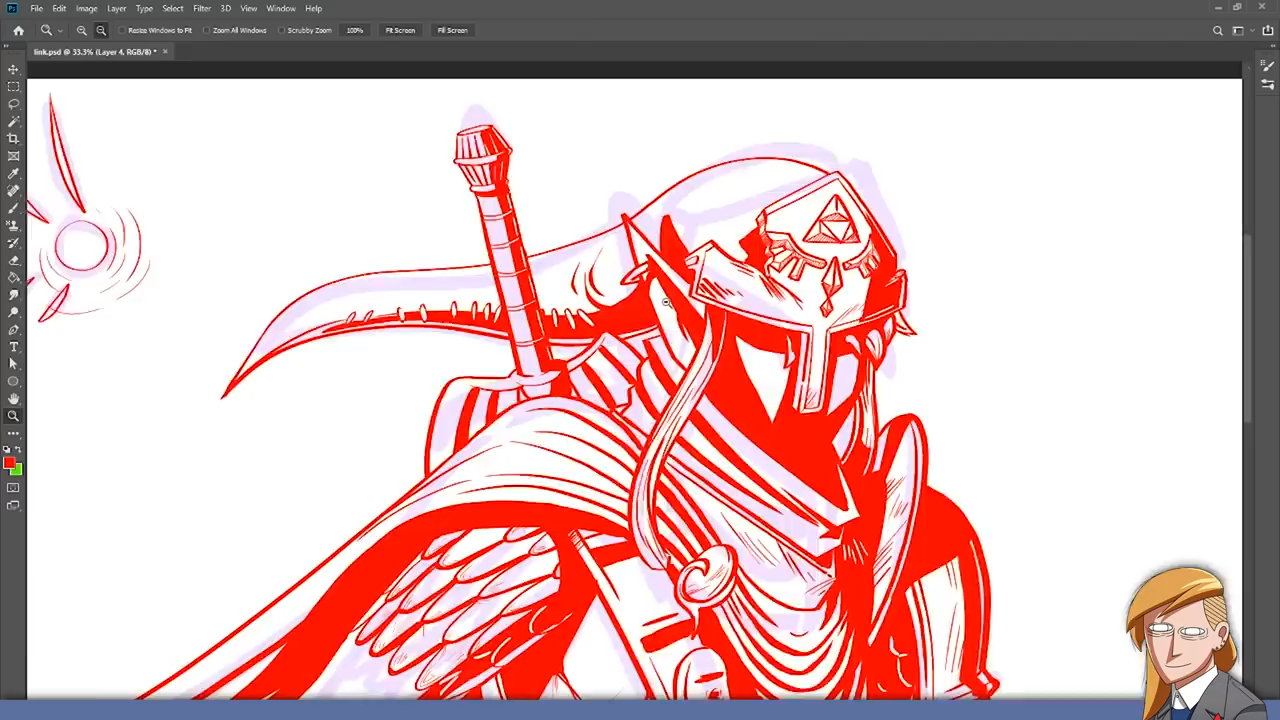 Ps File Edit Image Layer Type Select Filter 3D View Window Help
Resize Windows to Fit Zoom All Windows Scrubby Zoom 100% Fit Screen Fill Screen
link.psd @ 33.3% (Layer 4, RGB/8) * ×
T